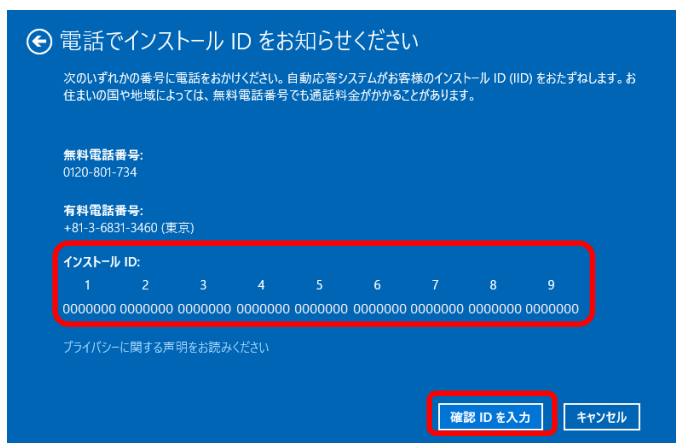 電話でインストール ID をお知らせください
次のいずれかの番号に電話をおかけください。自動応答システムがお客様のインストール ID (IID) をおたずねします。お
住まいの国や地域によっては、無料電話番号でも通話料金がかかることがあります。
無料電話番号:
0120-801-734
有料電話番号:
+81-3-6831-3460 (東京)
インストール ID:
1 2 3 4 5 6 7 8 9
0000000 0000000 0000000 0000000 0000000 0000000 0000000 0000000 0000000
プライバシーに関する声明をお読みください
確認 ID を入力 キャンセル